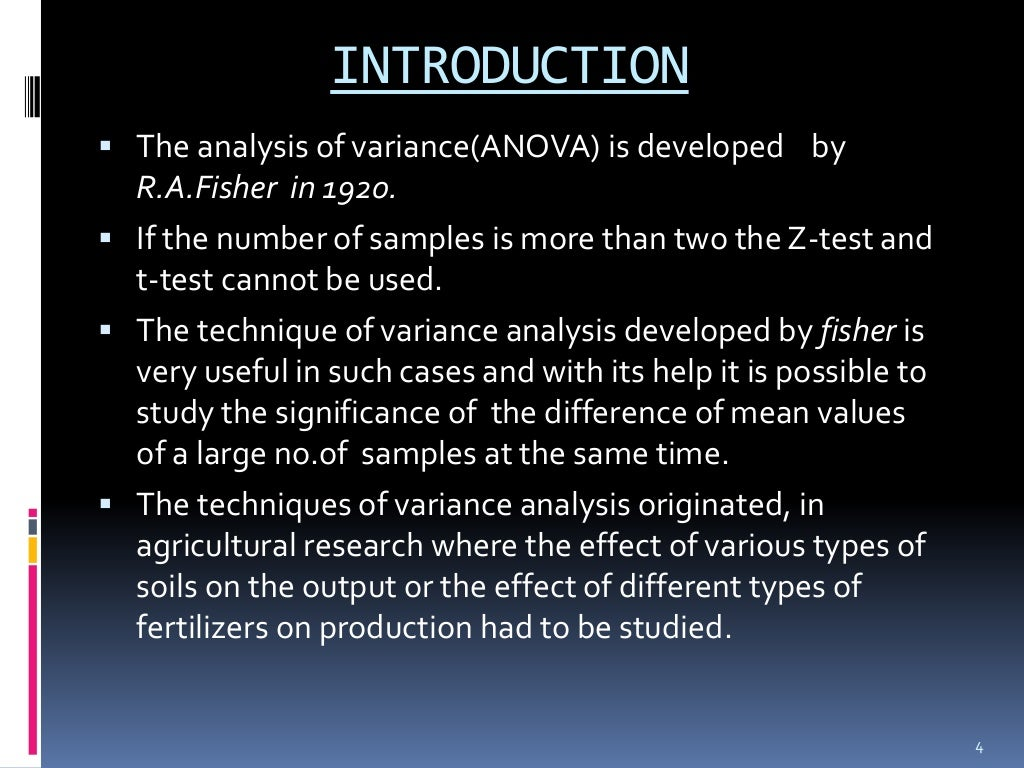 INTRODUCTION
▪ The analysis of variance(ANOVA) is developed by
R.A.Fisher in 1920.
▪ If the number of samples is more than two the Z-test and
t-test cannot be used.
▪ The technique of variance analysis developed by fisher is
very useful in such cases and with its help it is possible to
study the significance of the difference of mean values
of a large no.of samples at the same time.
▪ The techniques of variance analysis originated, in
agricultural research where the effect of various types of
soils on the output or the effect of different types of
fertilizers on production had to be studied.
4